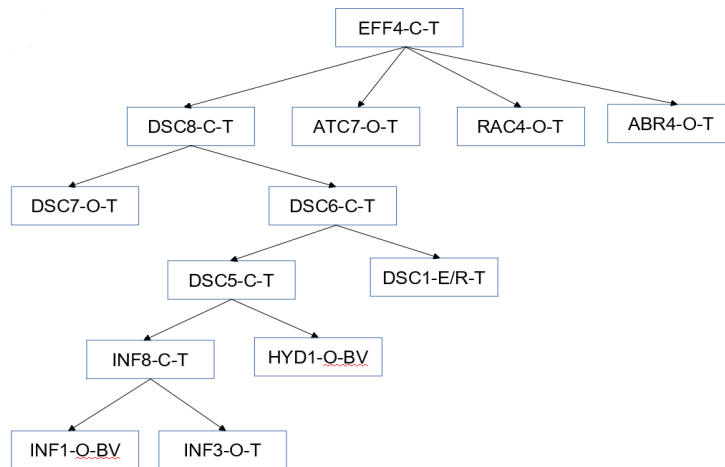 EFF4-C-T
DSC8-C-T
ATC7-O-T
RAC4-O-T
ABR4-O-T
DSC7-O-T
DSC6-C-T
DSC5-C-T
DSC1-E/R-T
INF8-C-T
HYD1-O-BV
INF1-O-BV
INF3-O-T